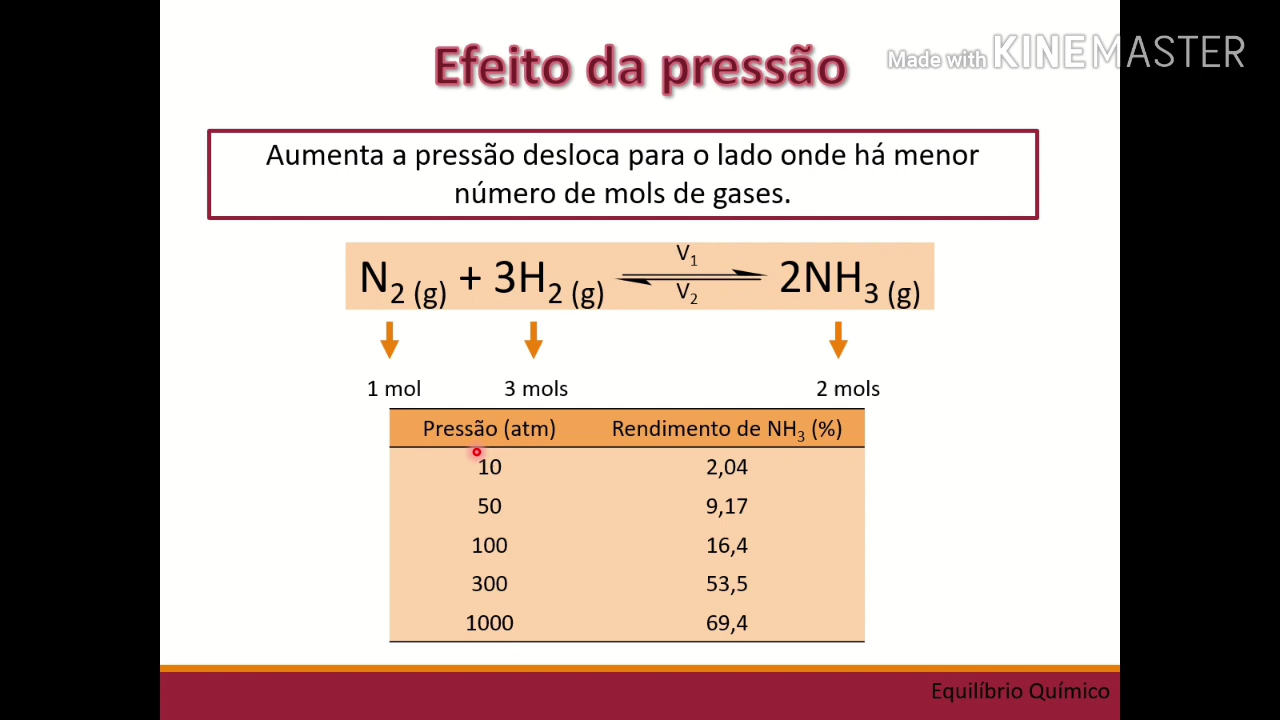 Efeito da pressão
Made with KINEMASTER
Aumenta a pressão desloca para o lado onde há menor
número de mols de gases.
N2 (g) + 3H2 (g) V1 V2 2NH3 (g)
1 mol 3 mols 2 mols
Pressão (atm) Rendimento de NH3 (%)
10 2,04
50 9,17
100 16,4
300 53,5
1000 69,4
Equilíbrio Químico